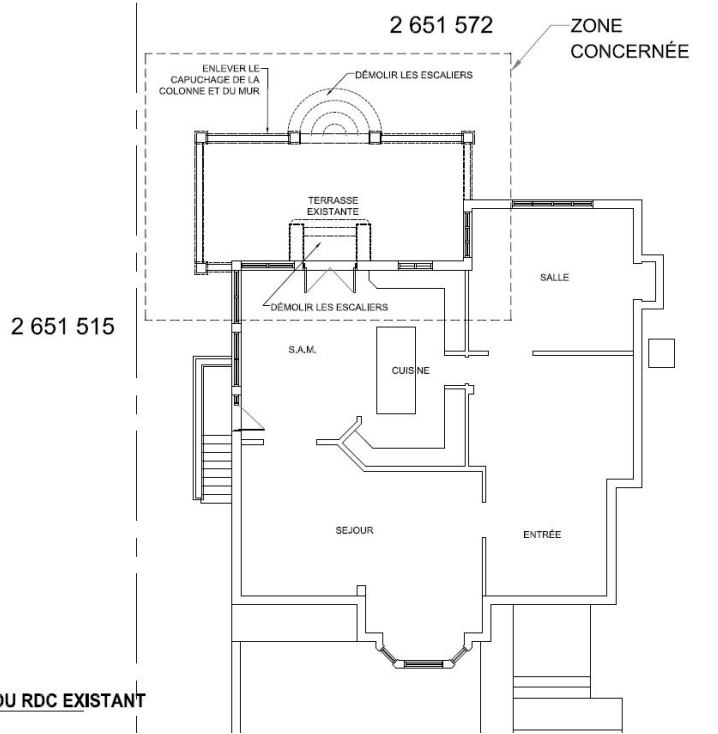 2 651 572
ZONE
CONCERNÉE
ENLEVER LE
CAPUCHAGE DE LA
COLONNE ET DU MUR
DÉMOLIR LES ESCALIERS
TERRASSE
EXISTANTE
SALLE
DÉMOLIR LES ESCALIERS
2 651 515
S.A.M.
CUISINE
SEJOUR
ENTRÉE
DU RDC EXISTANT